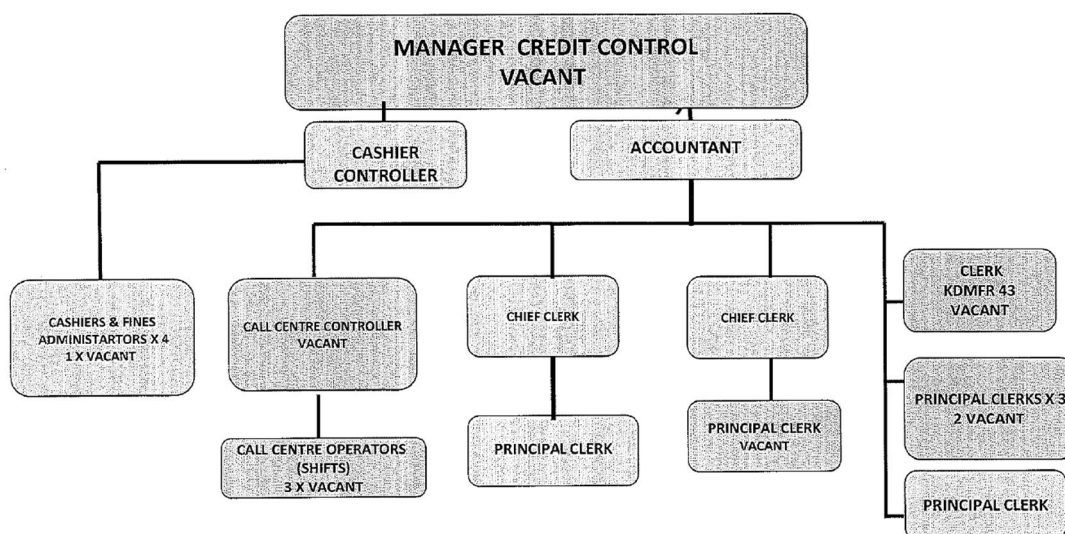 MANAGER CREDIT CONTROL
VACANT
CASHIER
CONTROLLER
ACCOUNTANT
CASHIERS & FINES
ADMINISTARTORS X 4
1 X VACANT
CALL CENTRE CONTROLLER
VACANT
CHIEF CLERK
CHIEF CLERK
CLERK
KDMFR 43
VACANT
CALL CENTRE OPERATORS
(SHIFTS)
3 X VACANT
PRINCIPAL CLERK
PRINCIPAL CLERK
VACANT
PRINCIPAL CLERKS X 3
2 VACANT
PRINCIPAL CLERK